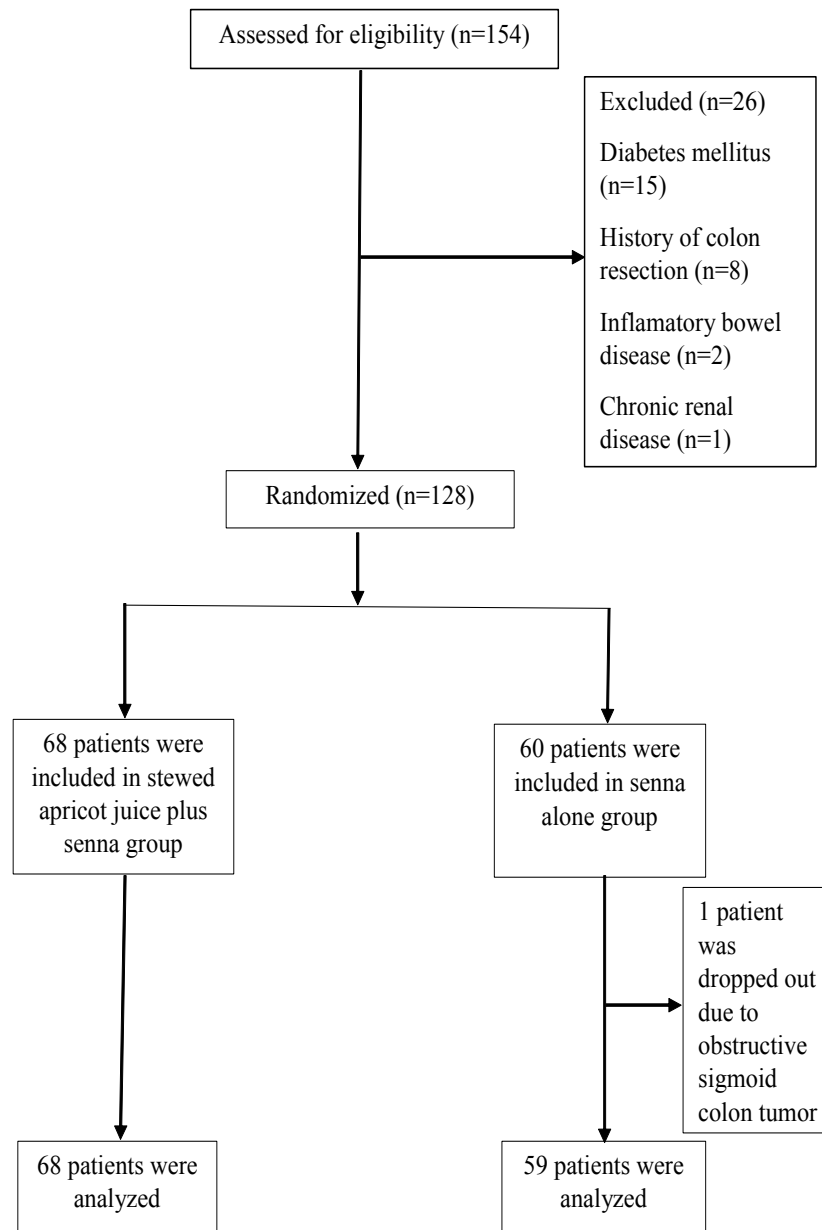 Assessed for eligibility (n=154)
Excluded (n=26)
Diabetes mellitus
(n=15)
History of colon
resection (n=8)
Inflamatory bowel
disease (n=2)
Chronic renal
disease (n=1)
Randomized (n=128)
68 patients were
included in stewed
apricot juice plus
senna group
60 patients were
included in senna
alone group
1 patient
was
dropped out
due to
obstructive
sigmoid
colon tumor
68 patients were
analyzed
59 patients were
analyzed